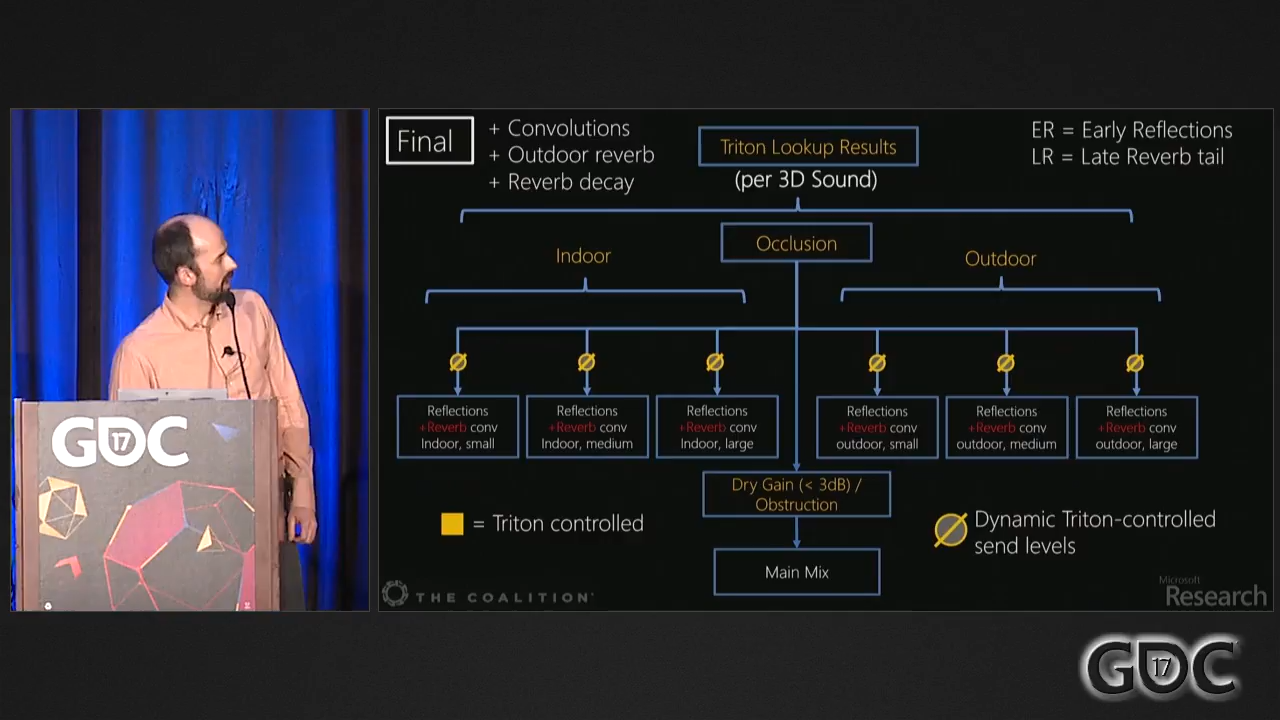 Final
+ Convolutions
+ Outdoor reverb
+ Reverb decay
Triton Lookup Results
(per 3D Sound)
ER = Early Reflections
LR = Late Reverb tail
Indoor
Occlusion
Outdoor
Reflections
+Reverb conv
Indoor, small
Reflections
+Reverb conv
Indoor, medium
Reflections
+Reverb conv
Indoor, large
Reflections
+Reverb conv
outdoor, small
Reflections
+Reverb conv
outdoor, medium
Reflections
+Reverb conv
outdoor, large
Dry Gain (< 3dB) /
Obstruction
= Triton controlled
Dynamic Triton-controlled
send levels
Main Mix
THE COALITION
Microsoft
Research
GDC
17
GDC
17